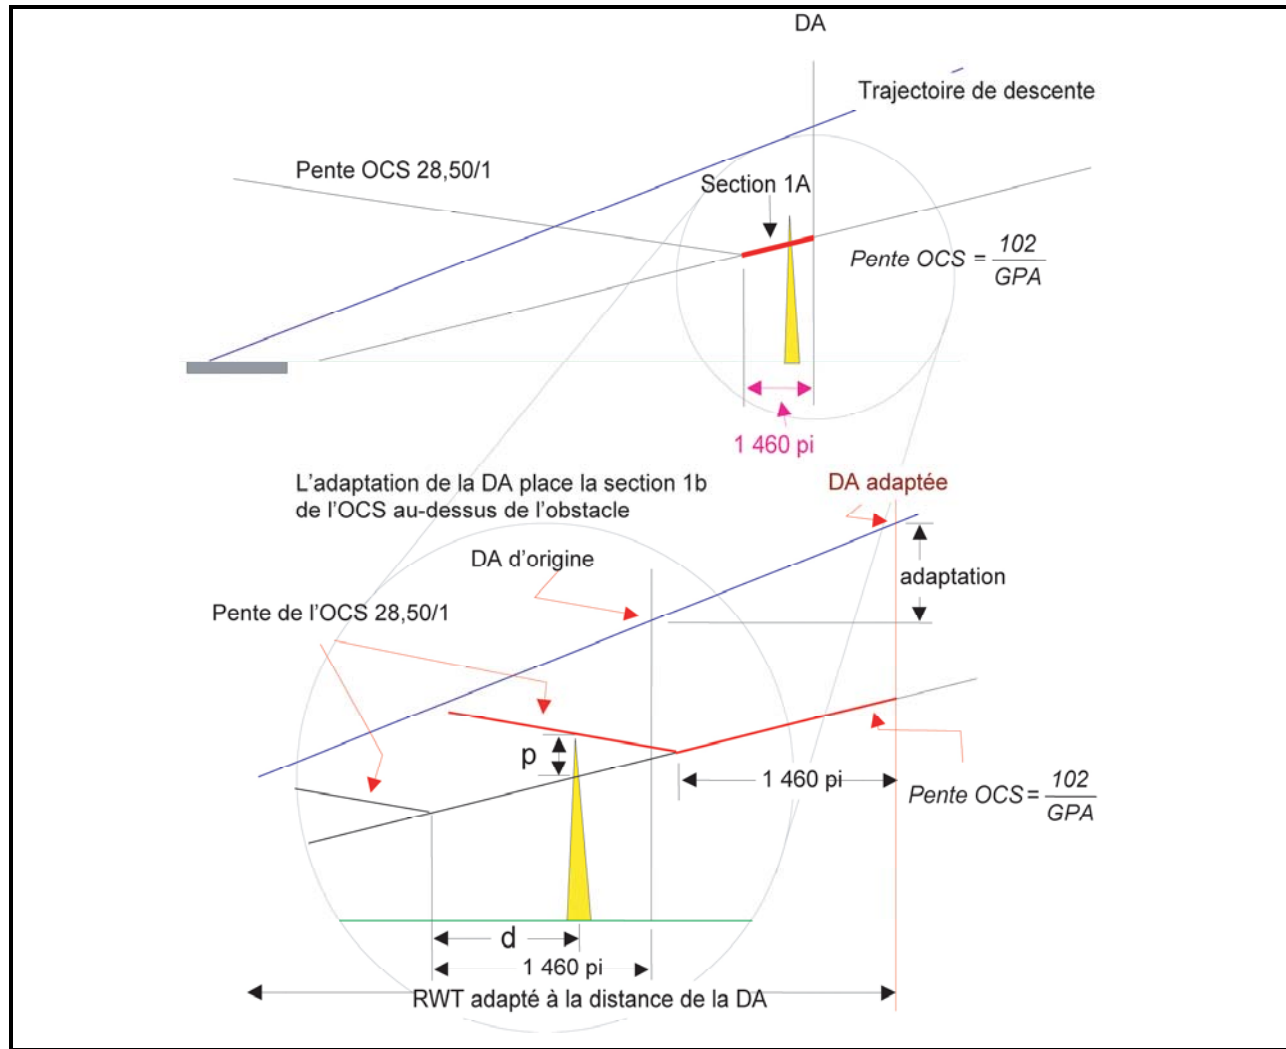 DA
Trajectoire de descente
Pente OCS 28,50/1
Section 1A
Pente OCS = 102
GPA
1 460 pi
L'adaptation de la DA place la section 1b
de l'OCS au-dessus de l'obstacle
DA adaptée
DA d'origine
adaptation
Pente de l'OCS 28,50/1
p
1 460 pi
Pente OCS = 102
GPA
d
1 460 pi
RWT adapté à la distance de la DA